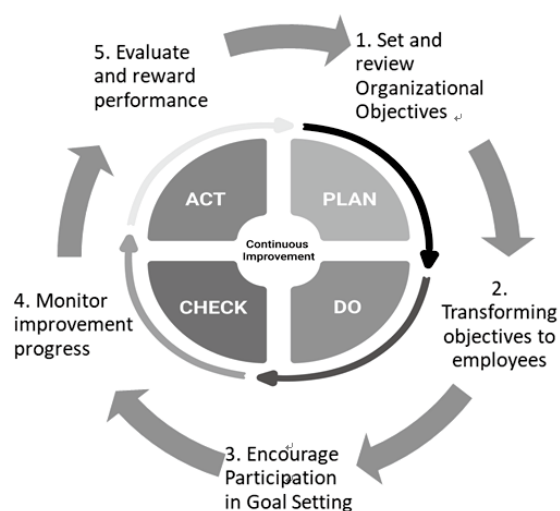 1. Set and
review
Organizational
Objectives
2.
Transforming
objectives to
employees
3. Encourage
Participation
in Goal Setting
4. Monitor
improvement
progress
5. Evaluate
and reward
performance
ACT
PLAN
Continuous
Improvement
CHECK
DO